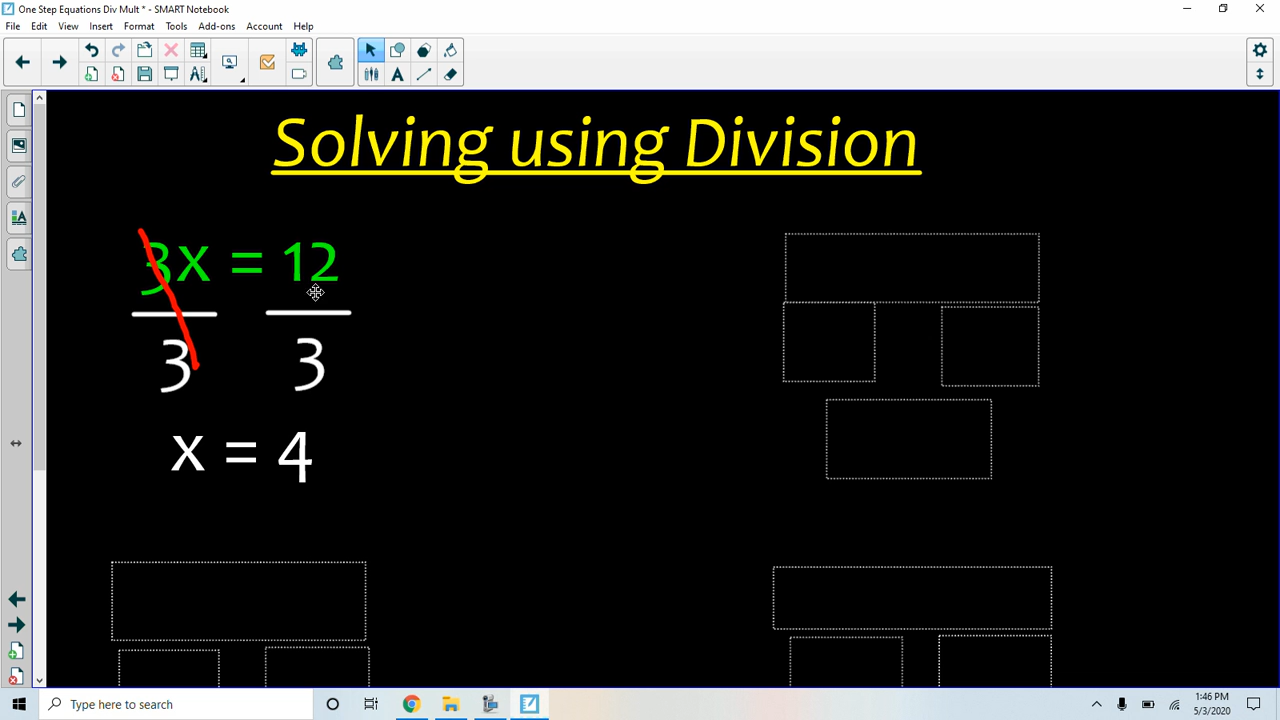 One Step Equations Div Mult * - SMART Notebook
File Edit View Insert Format Tools Add-ons Account Help
Solving using Division
3x = 12
3 3
x = 4
Type here to search
1:46 PM
5/3/2020